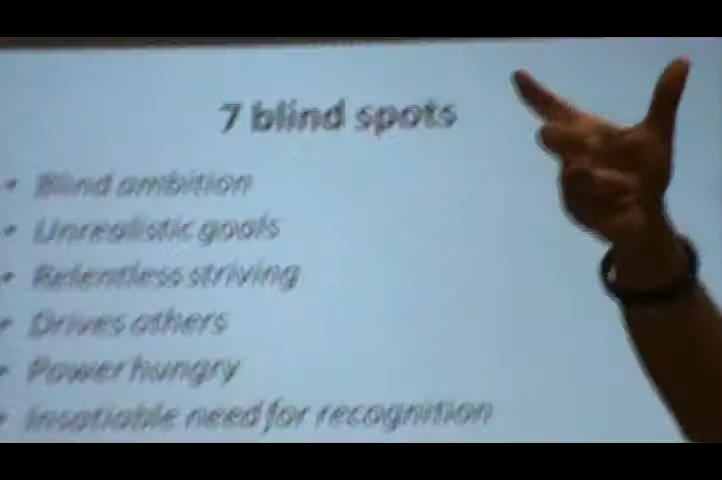 7 blind spots
• Blind ambition
• Unrealistic goals
• Relentless striving
• Drives others
• Power hungry
• Insatiable need for recognition